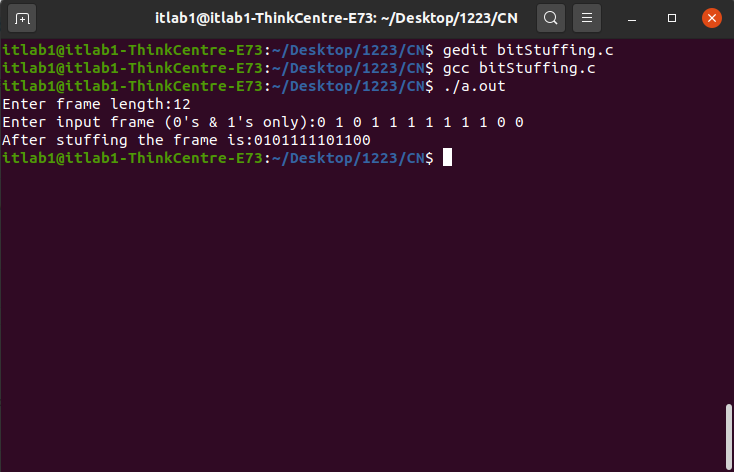 itlab1@itlab1-ThinkCentre-E73: ~/Desktop/1223/CN
itlab1@itlab1-ThinkCentre-E73:~/Desktop/1223/CN$ gedit bitStuffing.c
itlab1@itlab1-ThinkCentre-E73:~/Desktop/1223/CN$ gcc bitStuffing.c
itlab1@itlab1-ThinkCentre-E73:~/Desktop/1223/CN$ ./a.out
Enter frame length:12
Enter input frame (0's & 1's only):0 1 0 1 1 1 1 1 1 1 0 0
After stuffing the frame is:0101111101100
itlab1@itlab1-ThinkCentre-E73:~/Desktop/1223/CN$